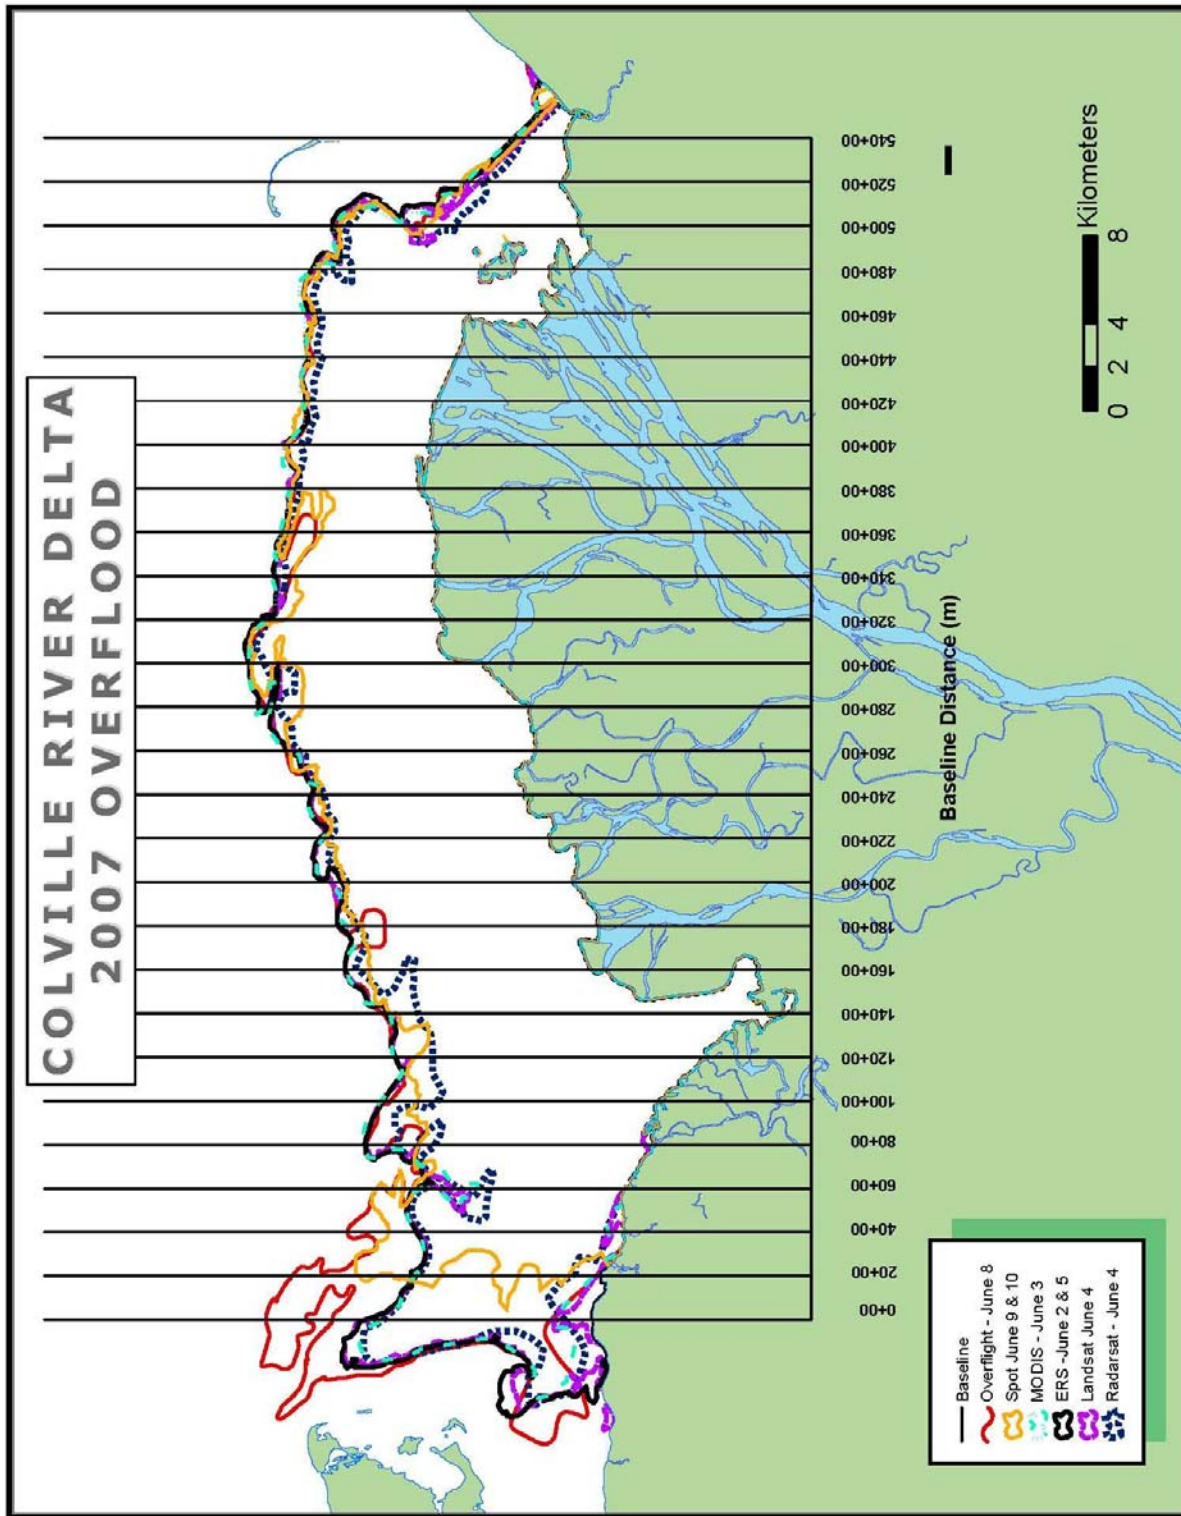 COLVILLE RIVER DELTA
2007 OVERFLOOD
0+00
20+00
40+00
60+00
80+00
100+00
120+00
140+00
160+00
180+00
200+00
220+00
240+00
260+00
280+00
300+00
320+00
340+00
360+00
380+00
400+00
420+00
440+00
460+00
480+00
500+00
520+00
540+00
Baseline Distance (m)
Baseline
Overflight - June 8
Spot June 9 & 10
MODIS - June 3
ERS -June 2 & 5
Landsat June 4
Radarsat - June 4
0 2 4 8
Kilometers